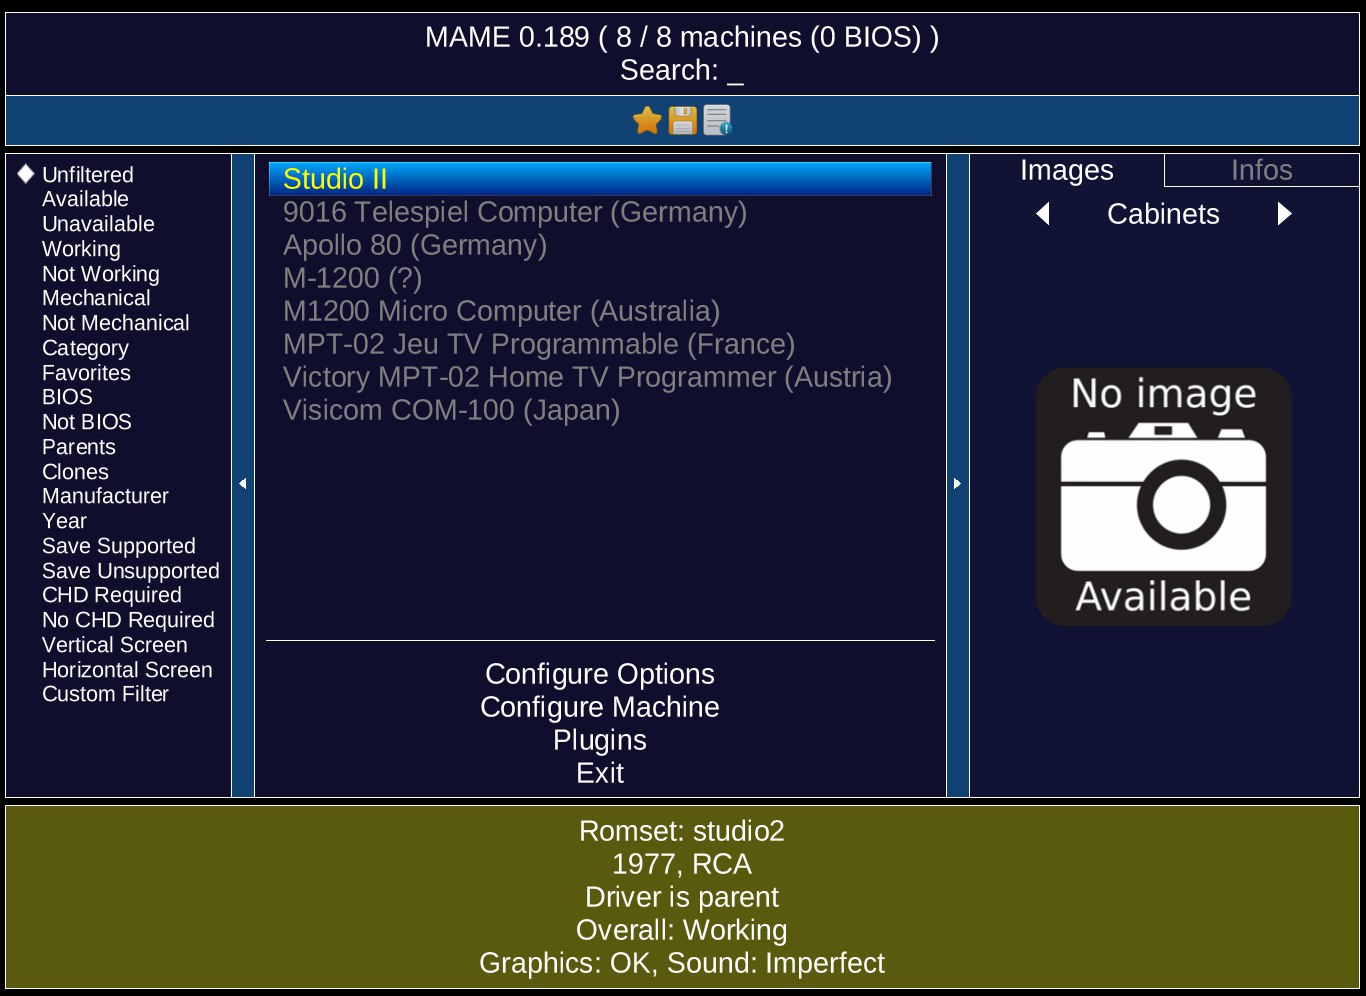 MAME 0.189 ( 8 / 8 machines (0 BIOS) )
Search: _
Unfiltered
Available
Unavailable
Working
Not Working
Mechanical
Not Mechanical
Category
Favorites
BIOS
Not BIOS
Parents
Clones
Manufacturer
Year
Save Supported
Save Unsupported
CHD Required
No CHD Required
Vertical Screen
Horizontal Screen
Custom Filter
Studio II
9016 Telespiel Computer (Germany)
Apollo 80 (Germany)
M-1200 (?)
M1200 Micro Computer (Australia)
MPT-02 Jeu TV Programmable (France)
Victory MPT-02 Home TV Programmer (Austria)
Visicom COM-100 (Japan)
Configure Options
Configure Machine
Plugins
Exit
Images Infos
Cabinets
No image
Available
Romset: studio2
1977, RCA
Driver is parent
Overall: Working
Graphics: OK, Sound: Imperfect